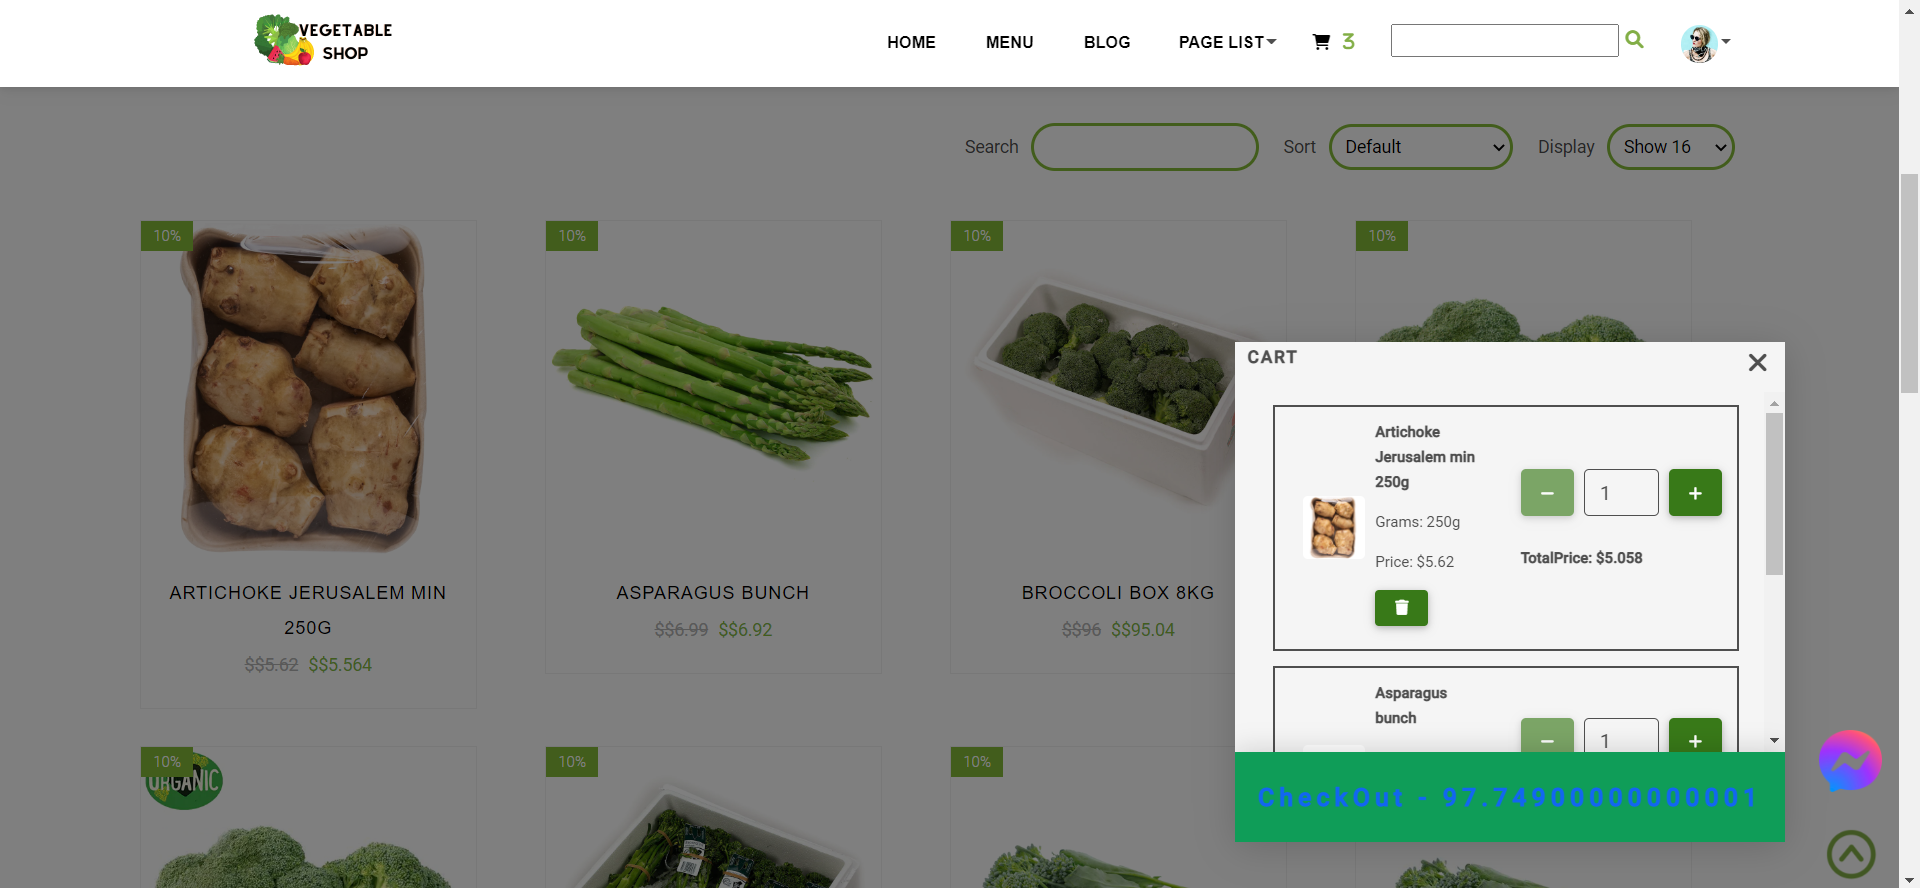 VEGETABLE
SHOP
HOME MENU BLOG PAGE LIST 3
Search Sort Default Display Show 16
10% 10% 10% 10%
ARTICHOKE JERUSALEM MIN
250G
$$5.62 $$5.564
ASPARAGUS BUNCH
$$6.99 $$6.92
BROCCOLI BOX 8KG
$$96 $$95.04
CART
Artichoke
Jerusalem min
250g
Grams: 250g
Price: $5.62
1
TotalPrice: $5.058
Asparagus
bunch
1
CheckOut - 97.74900000000001
10% 10% 10%
ORGANIC